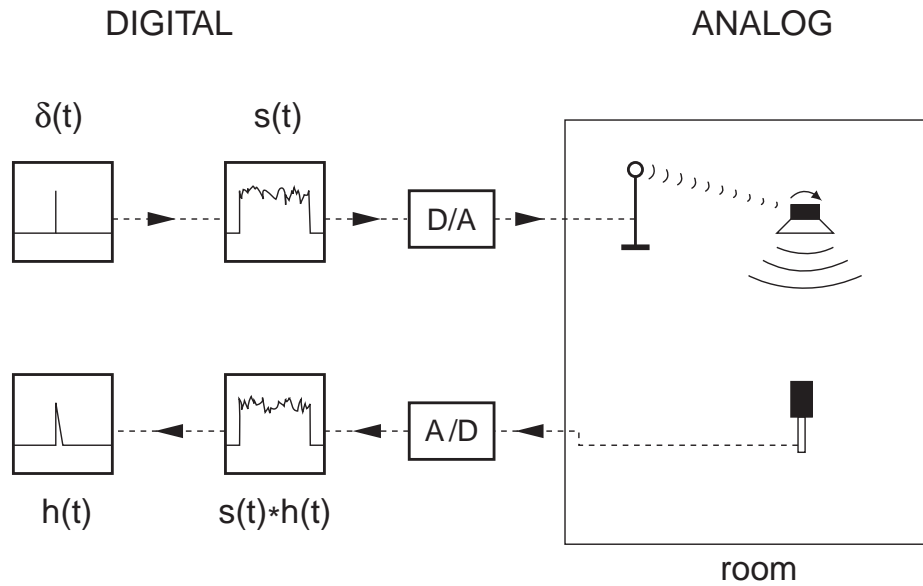 DIGITAL ANALOG
δ(t) s(t)
D/A
A/D
h(t) s(t)*h(t)
room